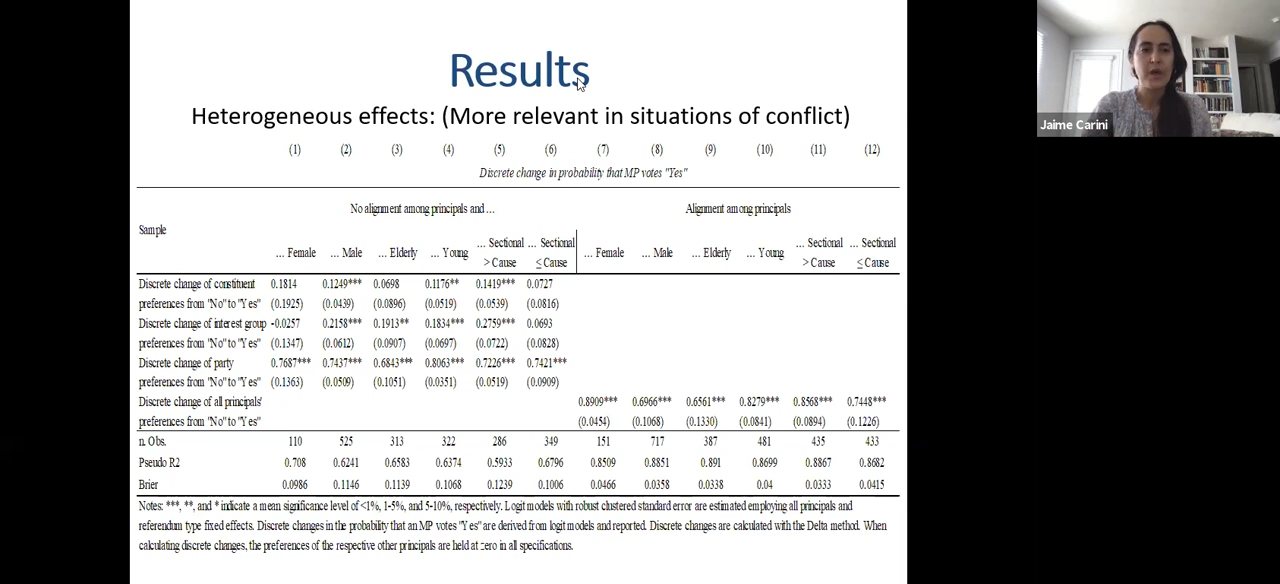 Results
Heterogeneous effects: (More relevant in situations of conflict)
(1) (2) (3) (4) (5) (6) (7) (8) (9) (10) (11) (12)
Discrete change in probability that MP votes "Yes"
No alignment among principals and ... Alignment among principals
Sample
... Female ... Male ... Elderly ... Young ... Sectional > Cause ... Sectional ≤ Cause ... Female ... Male ... Elderly ... Young ... Sectional > Cause ... Sectional ≤ Cause
Discrete change of constituent 0.1814 0.1249*** 0.0698 0.1176** 0.1419*** 0.0727
preferences from "No" to "Yes" (0.1925) (0.0439) (0.0896) (0.0519) (0.0539) (0.0816)
Discrete change of interest group -0.0257 0.2158*** 0.1913** 0.1834*** 0.2759*** 0.0693
preferences from "No" to "Yes" (0.1347) (0.0612) (0.0907) (0.0697) (0.0722) (0.0828)
Discrete change of party 0.7687*** 0.7437*** 0.6843*** 0.8063*** 0.7226*** 0.7421***
preferences from "No" to "Yes" (0.1363) (0.0509) (0.1051) (0.0351) (0.0519) (0.0909)
Discrete change of all principals' 0.8909*** 0.6966*** 0.6561*** 0.8279*** 0.8568*** 0.7448***
preferences from "No" to "Yes" (0.0454) (0.1068) (0.1330) (0.0841) (0.0894) (0.1226)
n. Obs. 110 525 313 322 286 349 151 717 387 481 435 433
Pseudo R2 0.708 0.6241 0.6583 0.6374 0.5933 0.6796 0.8509 0.8851 0.891 0.8699 0.8867 0.8682
Brier 0.0986 0.1146 0.1139 0.1068 0.1239 0.1006 0.0466 0.0358 0.0338 0.04 0.0333 0.0415
Notes: ***, **, and * indicate a mean significance level of <1%, 1-5%, and 5-10%, respectively. Logit models with robust clustered standard error are estimated employing all principals and
referendum type fixed effects. Discrete changes in the probability that an MP votes "Yes" are derived from logit models and reported. Discrete changes are calculated with the Delta method. When
calculating discrete changes, the preferences of the respective other principals are held at zero in all specifications.
Jaime Carini